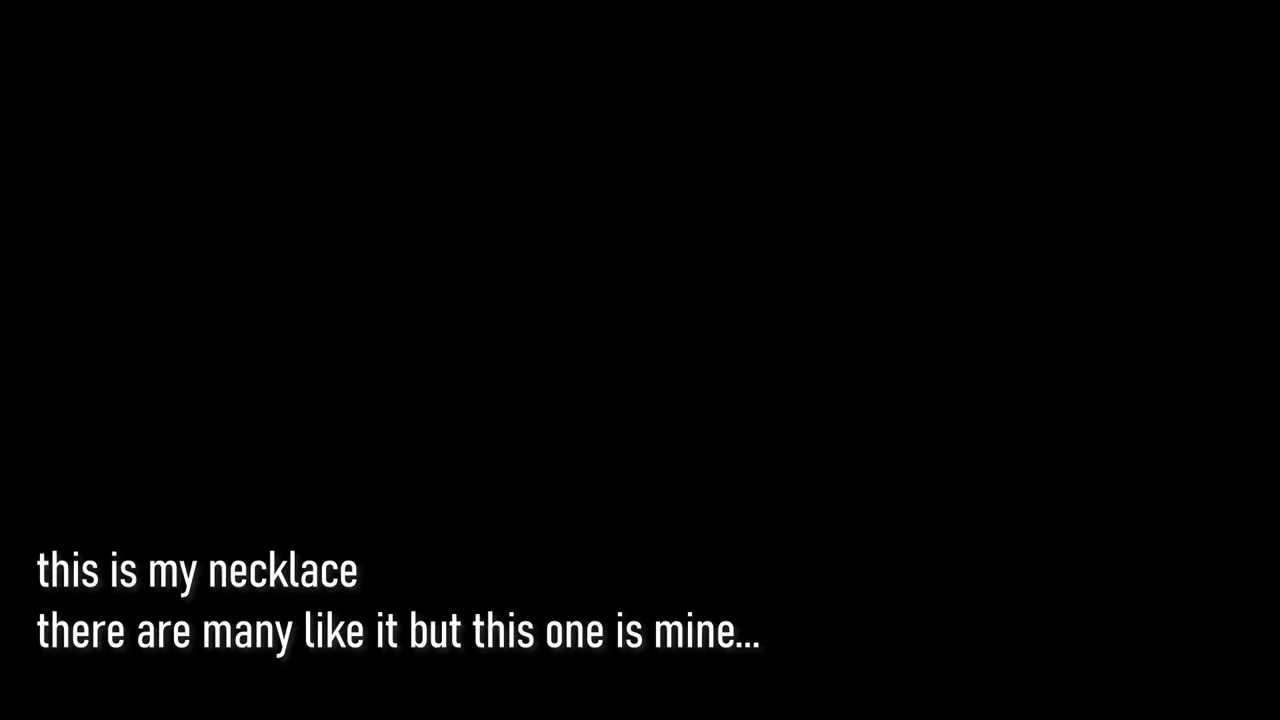 this is my necklace
there are many like it but this one is mine...